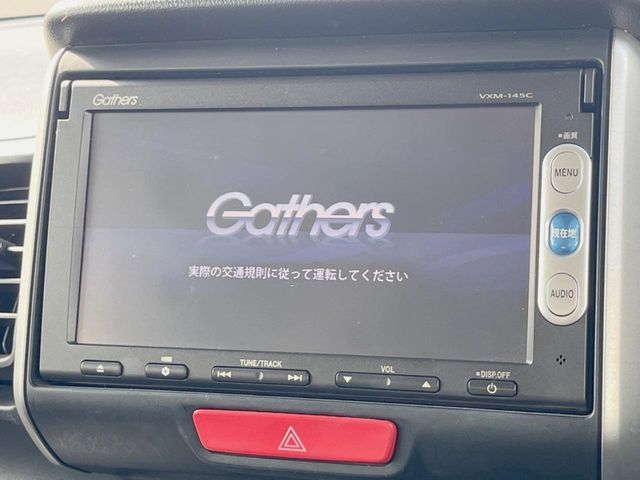 Gathers
VXM-145C
■画質
MENU
Gathers
現在地
実際の交通規則に従って運転してください
AUDIO
TUNE/TRACK
VOL
■DISP.OFF